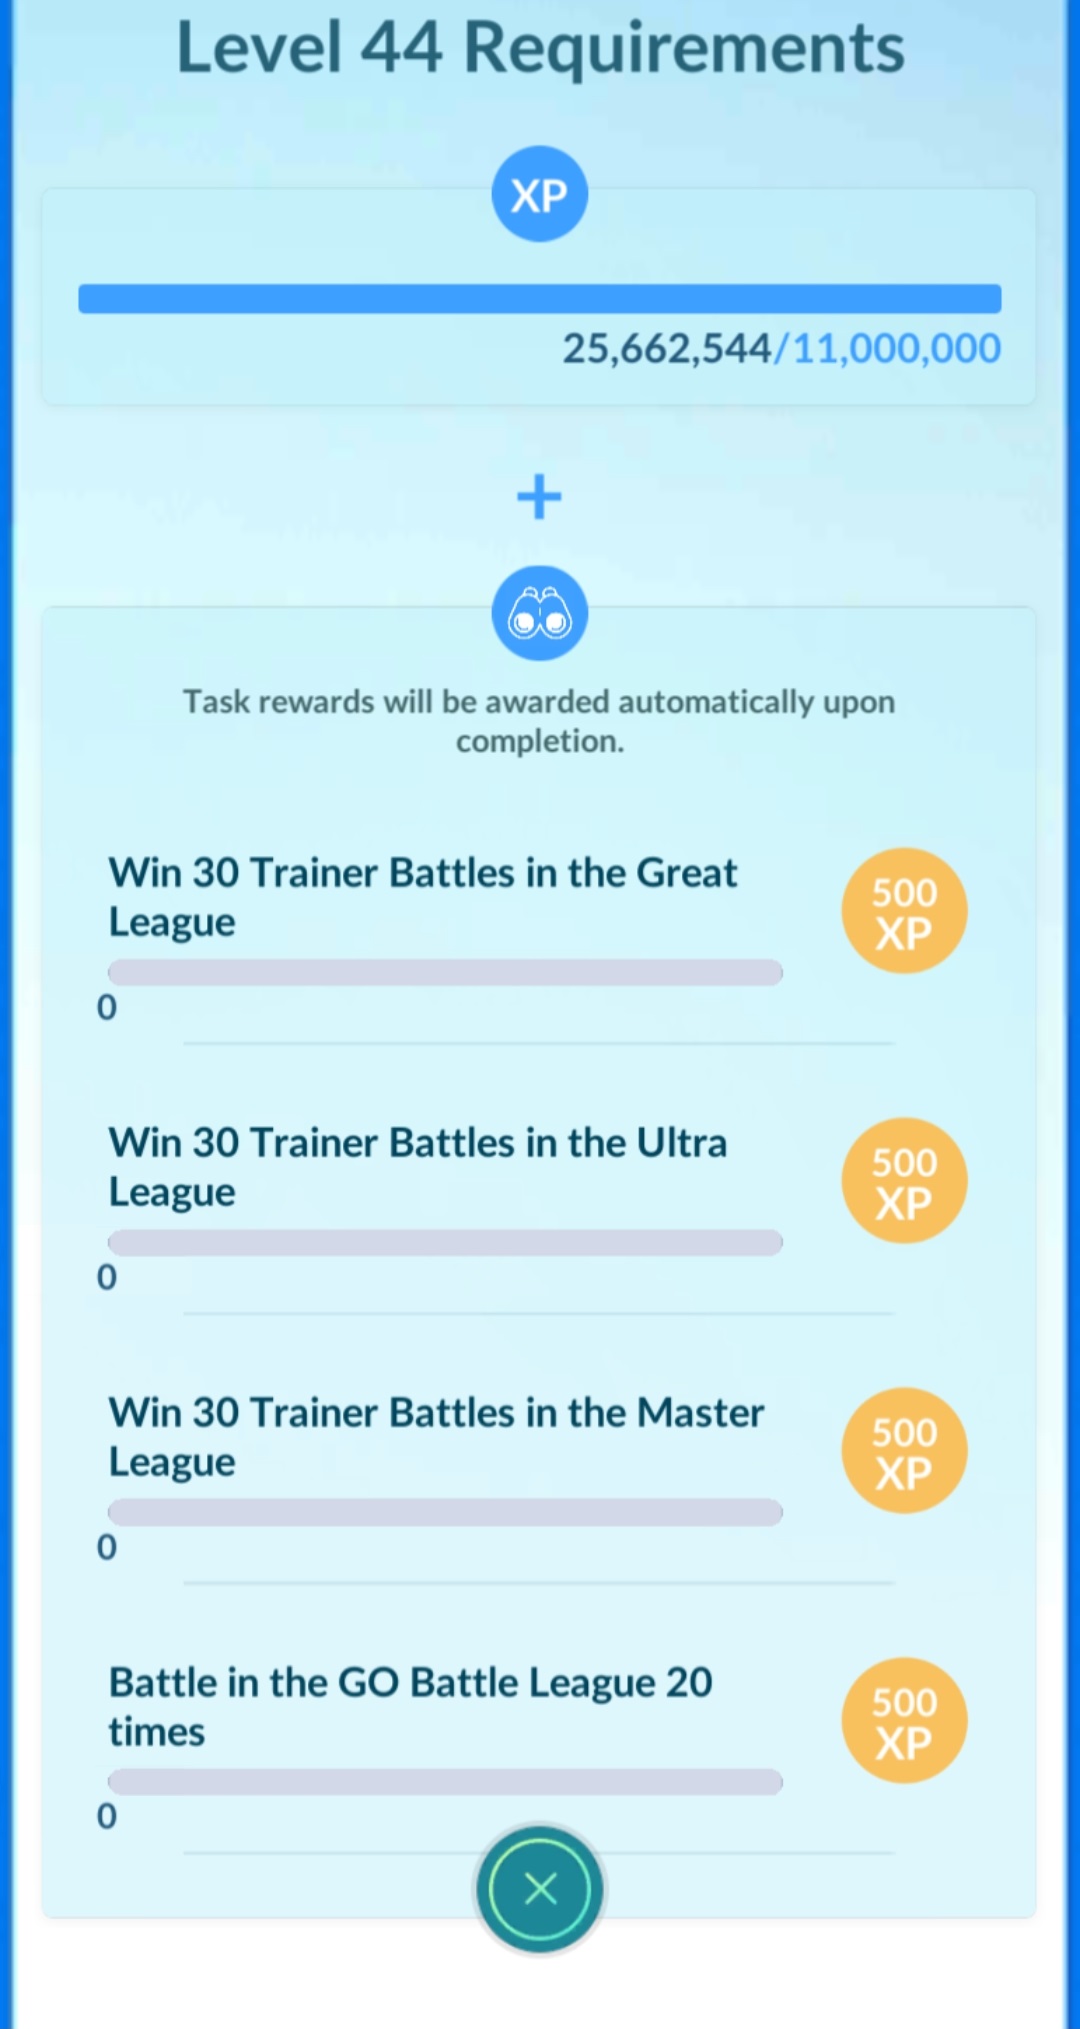 Level 44 Requirements
XP
25,662,544/11,000,000
+
Task rewards will be awarded automatically upon
completion.
Win 30 Trainer Battles in the Great
League
500
XP
0
Win 30 Trainer Battles in the Ultra
League
500
XP
0
Win 30 Trainer Battles in the Master
League
500
XP
0
Battle in the GO Battle League 20
times
500
XP
0